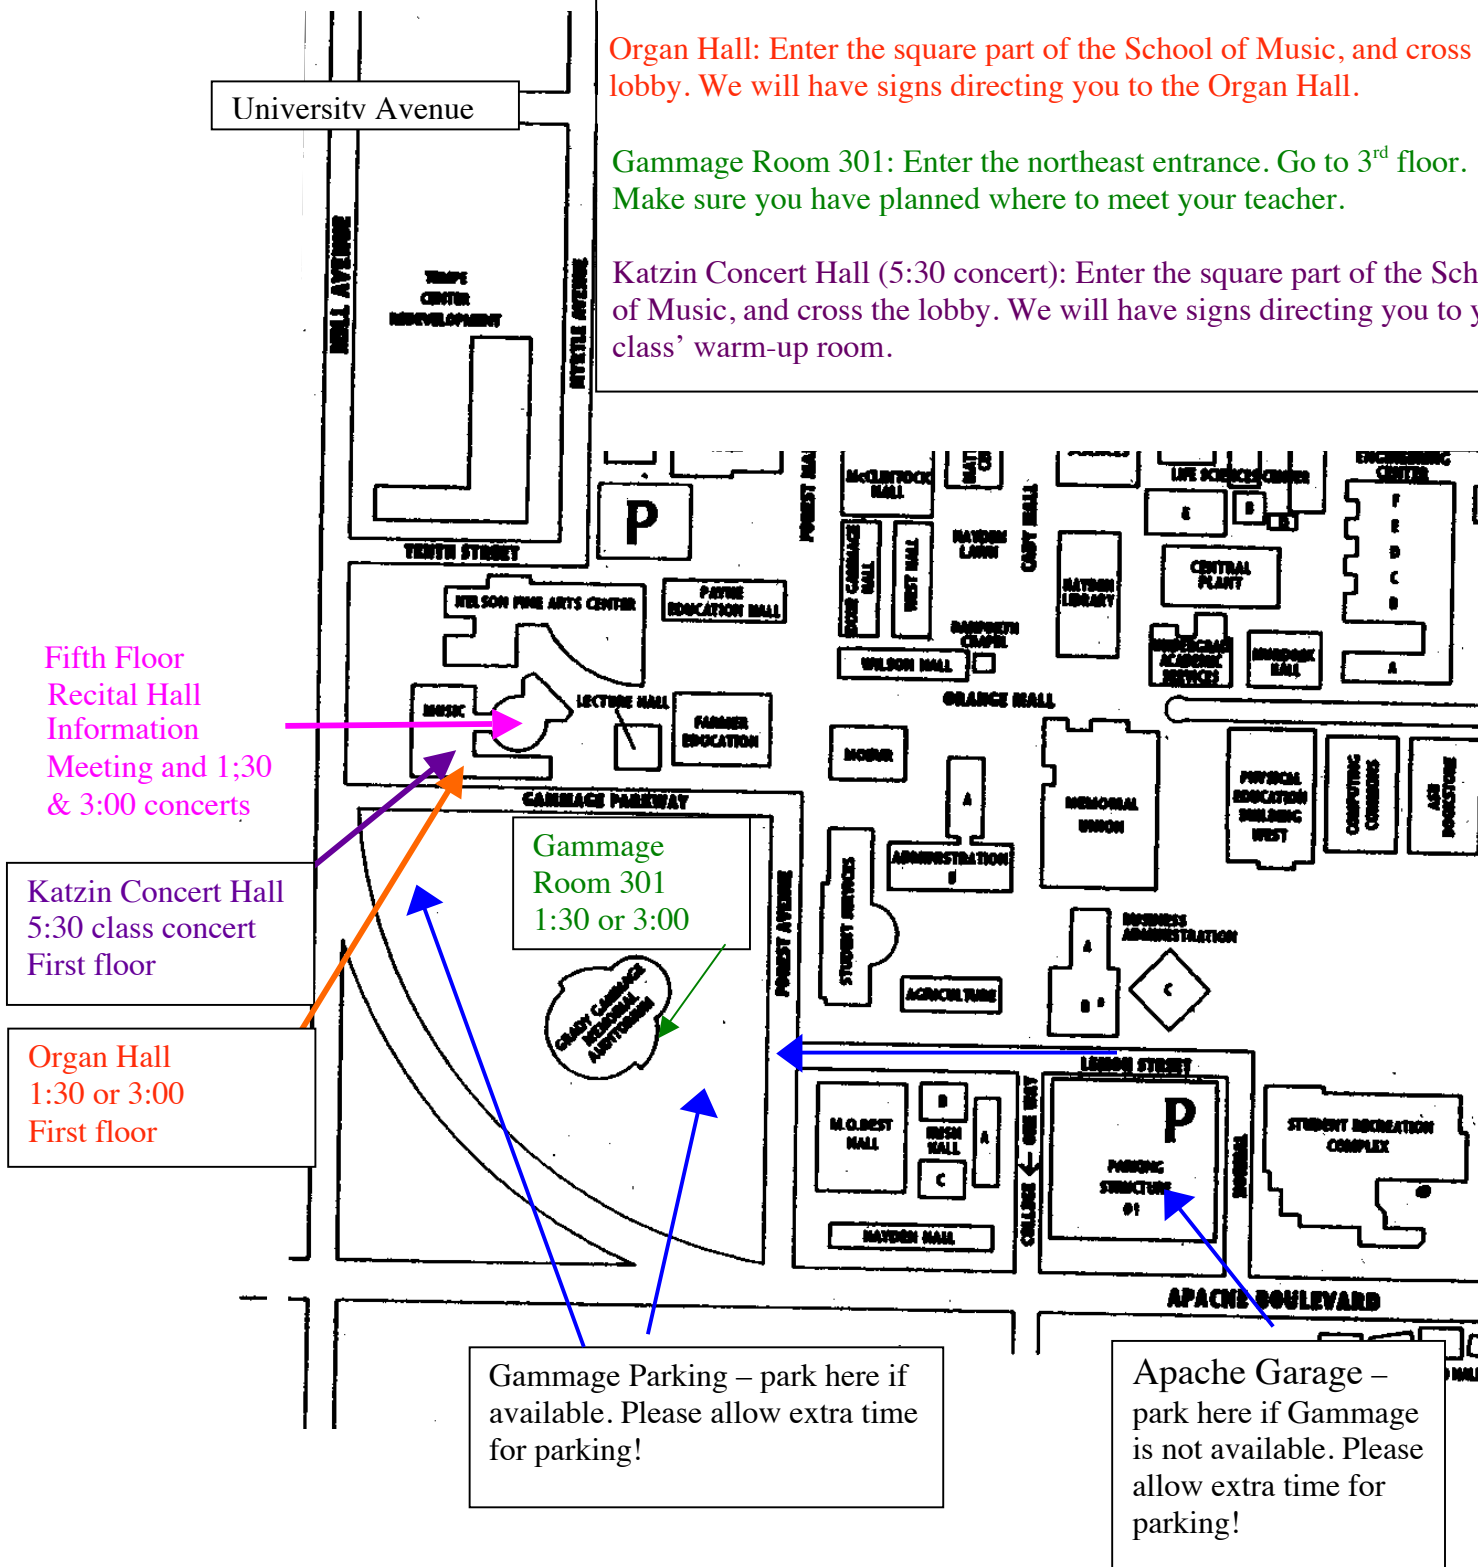 Organ Hall: Enter the square part of the School of Music, and cross
lobby. We will have signs directing you to the Organ Hall.
University Avenue
Gammage Room 301: Enter the northeast entrance. Go to 3rd floor.
Make sure you have planned where to meet your teacher.
Katzin Concert Hall (5:30 concert): Enter the square part of the Sch
of Music, and cross the lobby. We will have signs directing you to y
class’ warm-up room.
MILL AVENUE
MYRTLE AVENUE
TEMPE
CENTER
REDEVELOPMENT
FOREST MA
McCLINTOCK
HALL
CADY MALL
LIFE SCIENCES CENTER
ENGINEERING
CENTER
F
E
D
C
B
A
E
B
D
P
TENTH STREET
HAYDEN
LAWN
WEST HALL
GAMMAGE
HALL
HAYDEN
LIBRARY
CENTRAL
PLANT
NELSON FINE ARTS CENTER
PAYNE
EDUCATION HALL
DANFORTH
CHAPEL
WILSON HALL
UNDERGRAD
ACADEMIC
SERVICES
MURDOCK
HALL
ORANGE MALL
Fifth Floor
Recital Hall
Information
Meeting and 1;30
& 3:00 concerts
MUSIC
LECTURE HALL
FARMER
EDUCATION
MOEUR
A
MEMORIAL
UNION
PHYSICAL
EDUCATION
BUILDING
WEST
COMPUTING
COMMONS
ASU
BOOKSTORE
GAMMAGE PARKWAY
Gammage
Room 301
1:30 or 3:00
ADMINISTRATION
B
STUDENT SERVICES
FOREST AVENUE
Katzin Concert Hall
5:30 class concert
First floor
BUSINESS
ADMINISTRATION
A
B
C
AGRICULTURE
GRADY GAMMAGE
MEMORIAL
AUDITORIUM
Organ Hall
1:30 or 3:00
First floor
LEMON STREET
M.O.BEST
HALL
B
IRISH
HALL
A
C
COLLEGE ← ONE WAY
P
PARKING
STRUCTURE
#1
NORMAL
STUDENT RECREATION
COMPLEX
HAYDEN HALL
APACHE BOULEVARD
Gammage Parking – park here if
available. Please allow extra time
for parking!
Apache Garage –
park here if Gammage
is not available. Please
allow extra time for
parking!